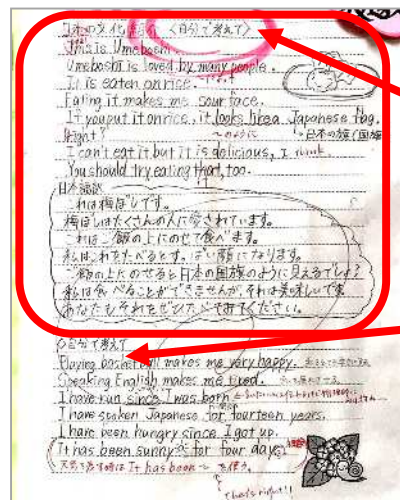 日本の文化紹介 〈自分で考えて〉
This is Umeboshi.
Umeboshi is loved by many people.
It is eaten on rice.
Eating it makes me sour face.
If you put it on rice, it looks like a Japanese flag.
Right? ～のように 日本の旗(国旗
I can't eat it but it is delicious, I think.
You should try eating that, too.
日本語訳
これは梅ぼしです。
梅ぼしはたくさんの人に愛されています。
これはご飯の上にのせて食べます。
私はこれをたべるとすっぱい顔になります。
ご飯の上にのせると日本の国旗のように見えるでしょ?
私は食べることができませんが、それは美味しいです
あなたもそれをぜひたべてみてください。
◎自分で考えて
Playing basketball makes me very happy.
Speaking English makes me tired.
I have run since I was born
I have spoken Japanese for fourteen years.
I have been hungry since I got up.
It has been sunny for four days.
天気を表す時は It has been ～ を使う。
that's right!!